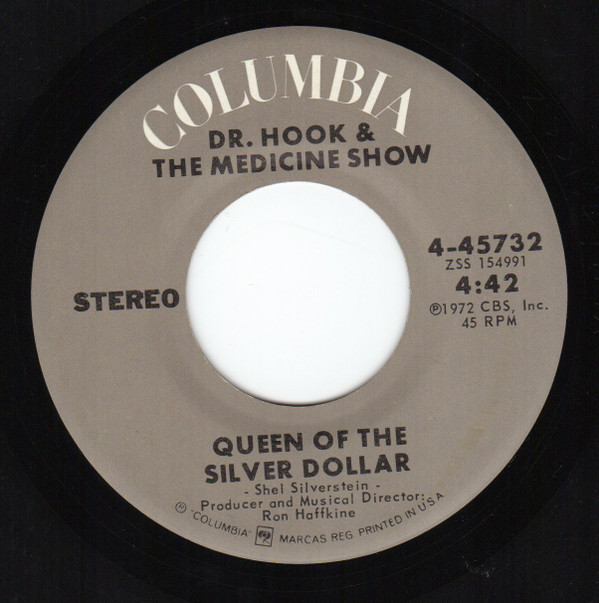 COLUMBIA
DR. HOOK &
THE MEDICINE SHOW
STEREO
4-45732
ZSS 154991
4:42
Ⓟ1972 CBS, Inc.
45 RPM
QUEEN OF THE
SILVER DOLLAR
- Shel Silverstein -
Producer and Musical Director:
Ron Haffkine
® "COLUMBIA" MARCAS REG. PRINTED IN U.S.A.